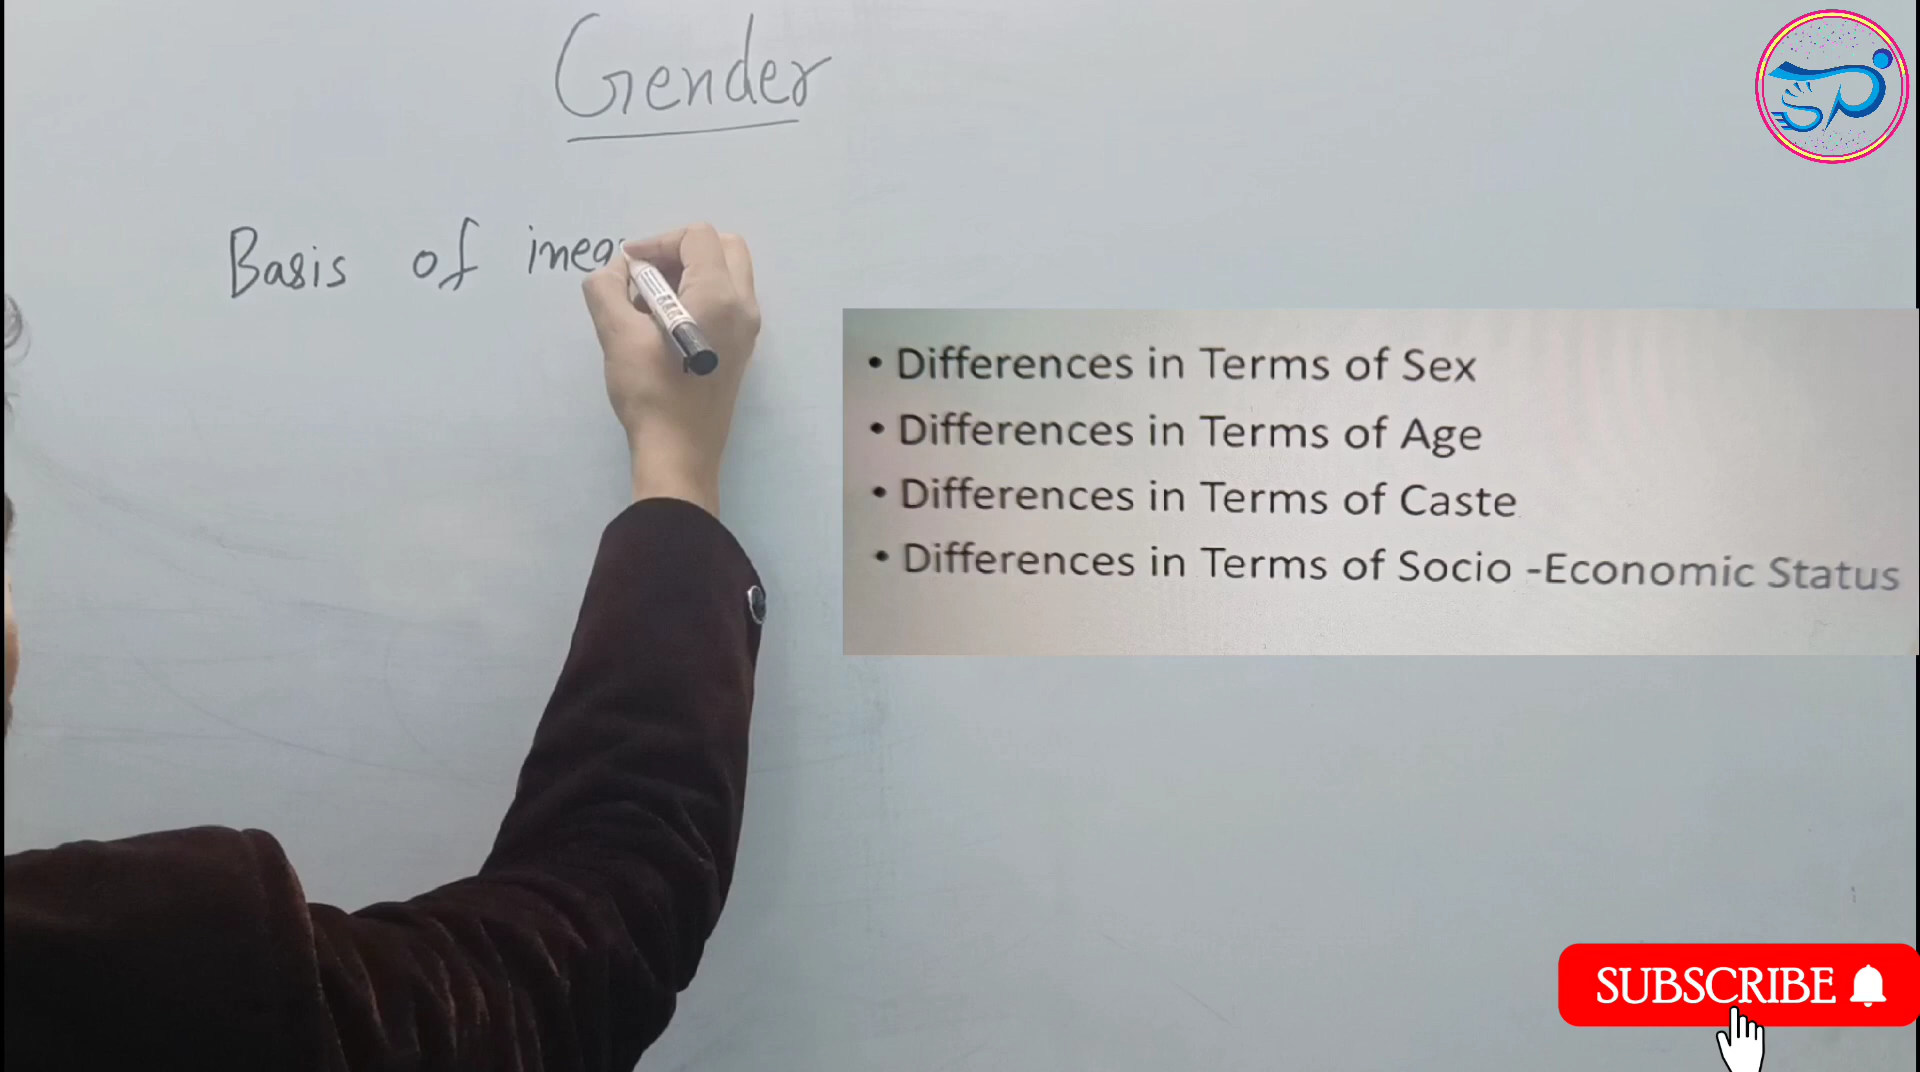 Gender
Basis of
• Differences in Terms of Sex
• Differences in Terms of Age
• Differences in Terms of Caste
• Differences in Terms of Socio -Economic Status
SUBSCRIBE